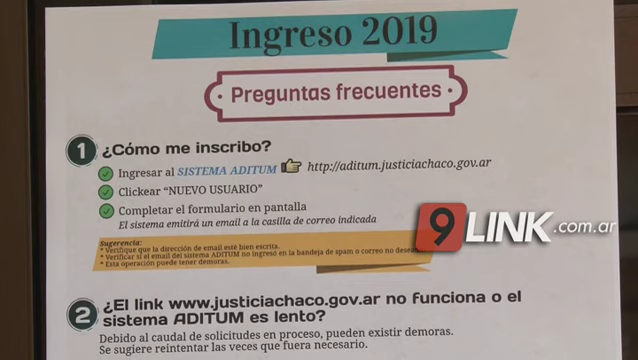 Ingreso 2019
Preguntas frecuentes
1 ¿Cómo me inscribo?
Ingresar al SISTEMA ADITUM http://aditum.justiciachaco.gov.ar
Clickear “NUEVO USUARIO”
Completar el formulario en pantalla
El sistema emitirá un email a la casilla de correo indicada
9 LINK.com.ar
Sugerencia:
* Verifique que la dirección de email esté bien escrita.
* Verificar si el email del sistema ADITUM no ingresó en la bandeja de spam o correo no
* Esta operación puede tener demoras.
2 ¿El link www.justiciachaco.gov.ar no funciona o el
sistema ADITUM es lento?
Debido al caudal de solicitudes en proceso, pueden existir demoras.
Se sugiere reintentar las veces que fuera necesario.